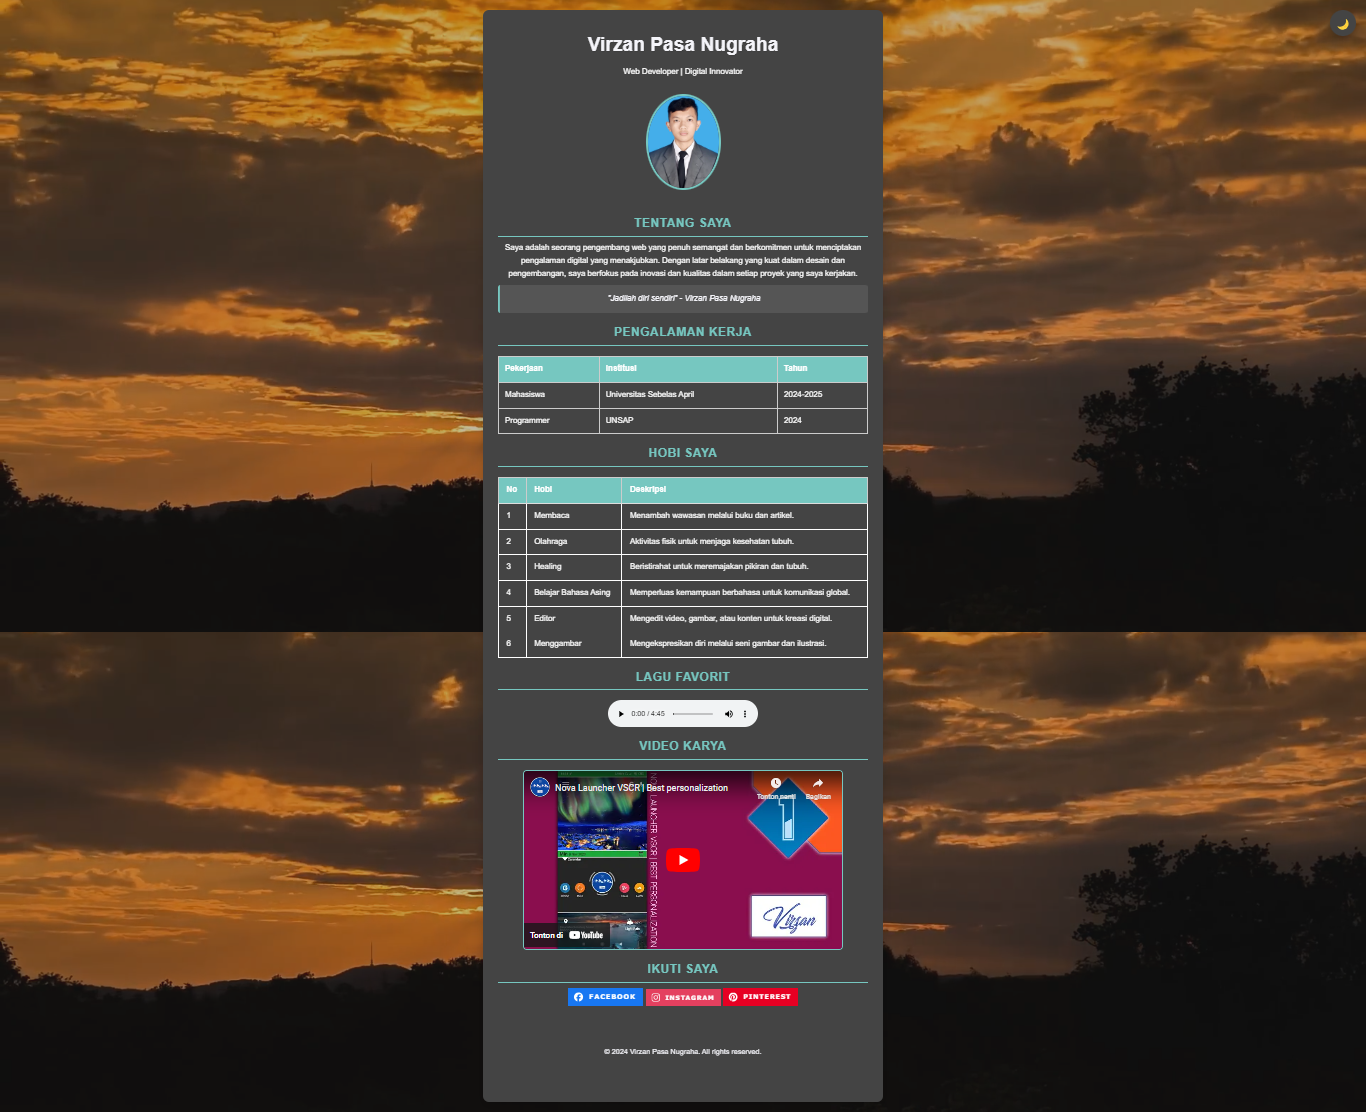 Virzan Pasa Nugraha
Web Developer | Digital Innovator
TENTANG SAYA
Saya adalah seorang pengembang web yang penuh semangat dan berkomitmen untuk menciptakan
pengalaman digital yang menakjubkan. Dengan latar belakang yang kuat dalam desain dan
pengembangan, saya berfokus pada inovasi dan kualitas dalam setiap proyek yang saya kerjakan.
"Jadilah diri sendiri" - Virzan Pasa Nugraha
PENGALAMAN KERJA
Pekerjaan Institusi Tahun
Mahasiswa Universitas Sebelas April 2024-2025
Programmer UNSAP 2024
HOBI SAYA
No Hobi Deskripsi
1 Membaca Menambah wawasan melalui buku dan artikel.
2 Olahraga Aktivitas fisik untuk menjaga kesehatan tubuh.
3 Healing Beristirahat untuk meremajakan pikiran dan tubuh.
4 Belajar Bahasa Asing Memperluas kemampuan berbahasa untuk komunikasi global.
5 Editor Mengedit video, gambar, atau konten untuk kreasi digital.
6 Menggambar Mengekspresikan diri melalui seni gambar dan ilustrasi.
LAGU FAVORIT
0:00 / 4:45
VIDEO KARYA
Nova Launcher VSCR | Best personalization
Tonton nanti Bagikan
NOVA LAUNCHER VSCR | BEST PERSONALIZATION
1
Virzan
Tonton di YouTube
IKUTI SAYA
FACEBOOK INSTAGRAM PINTEREST
© 2024 Virzan Pasa Nugraha. All rights reserved.